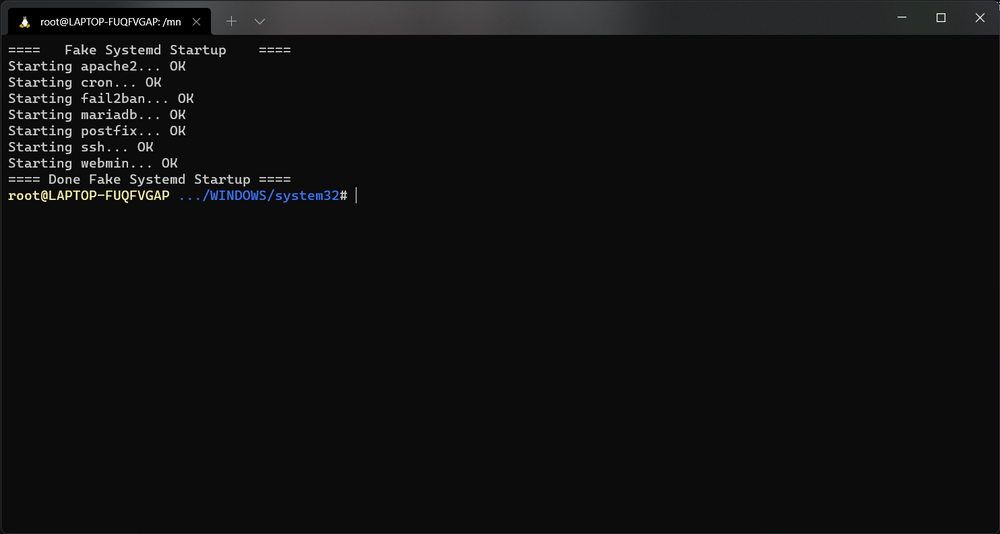 root@LAPTOP-FUQFVGAP: /mn
====   Fake Systemd Startup    ====
Starting apache2... OK
Starting cron... OK
Starting fail2ban... OK
Starting mariadb... OK
Starting postfix... OK
Starting ssh... OK
Starting webmin... OK
==== Done Fake Systemd Startup ====
root@LAPTOP-FUQFVGAP .../WINDOWS/system32#